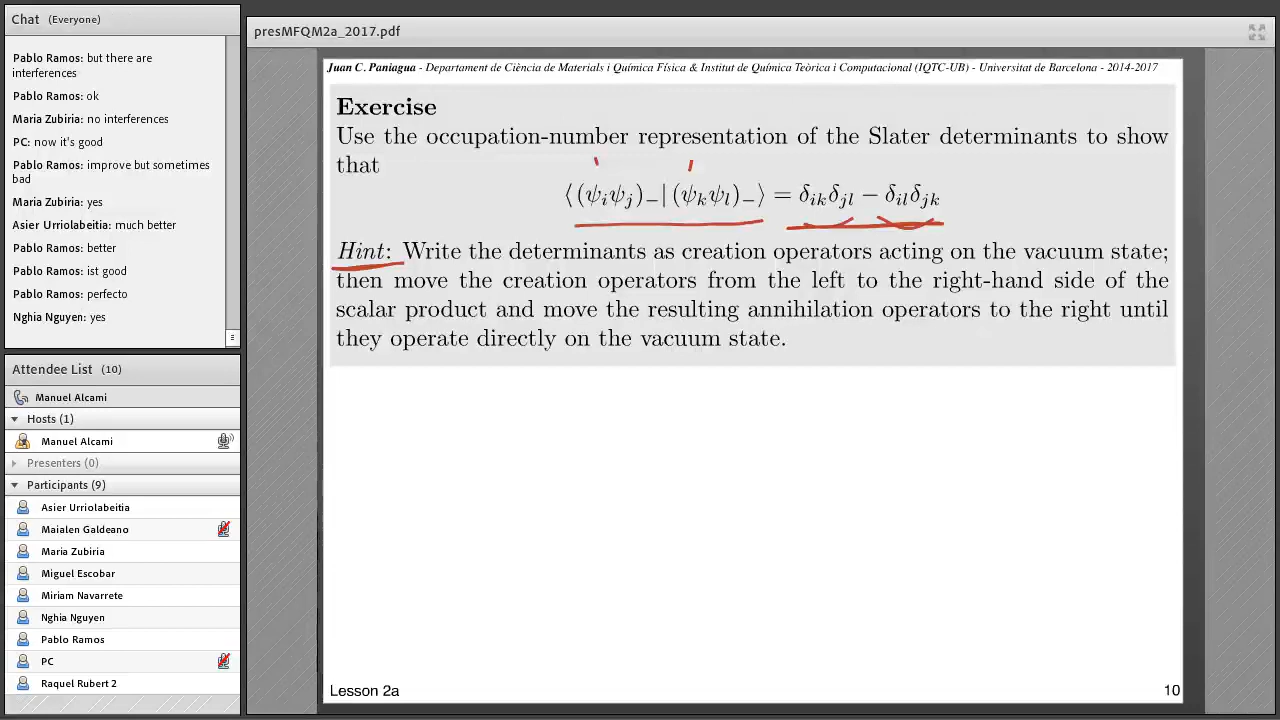 Chat (Everyone)
Pablo Ramos: but there are
interferences
Pablo Ramos: ok
Maria Zubiria: no interferences
PC: now it's good
Pablo Ramos: improve but sometimes
bad
Maria Zubiria: yes
Asier Urriolabeitia: much better
Pablo Ramos: better
Pablo Ramos: ist good
Pablo Ramos: perfecto
Nghia Nguyen: yes
Attendee List (10)
Manuel Alcami
Hosts (1)
Manuel Alcami
Presenters (0)
Participants (9)
Asier Urriolabeitia
Maialen Galdeano
Maria Zubiria
Miguel Escobar
Miriam Navarrete
Nghia Nguyen
Pablo Ramos
PC
Raquel Rubert 2
presMFQM2a_2017.pdf
Juan C. Paniagua - Departament de Ciència de Materials i Química Física & Institut de Química Teòrica i Computacional (IQTC-UB) - Universitat de Barcelona - 2014-2017
Exercise
Use the occupation-number representation of the Slater determinants to show
that
⟨(ψᵢψⱼ)₋|(ψₖψₗ)₋⟩ = δᵢₖδⱼₗ − δᵢₗδⱼₖ
Hint: Write the determinants as creation operators acting on the vacuum state;
then move the creation operators from the left to the right-hand side of the
scalar product and move the resulting annihilation operators to the right until
they operate directly on the vacuum state.
Lesson 2a
10